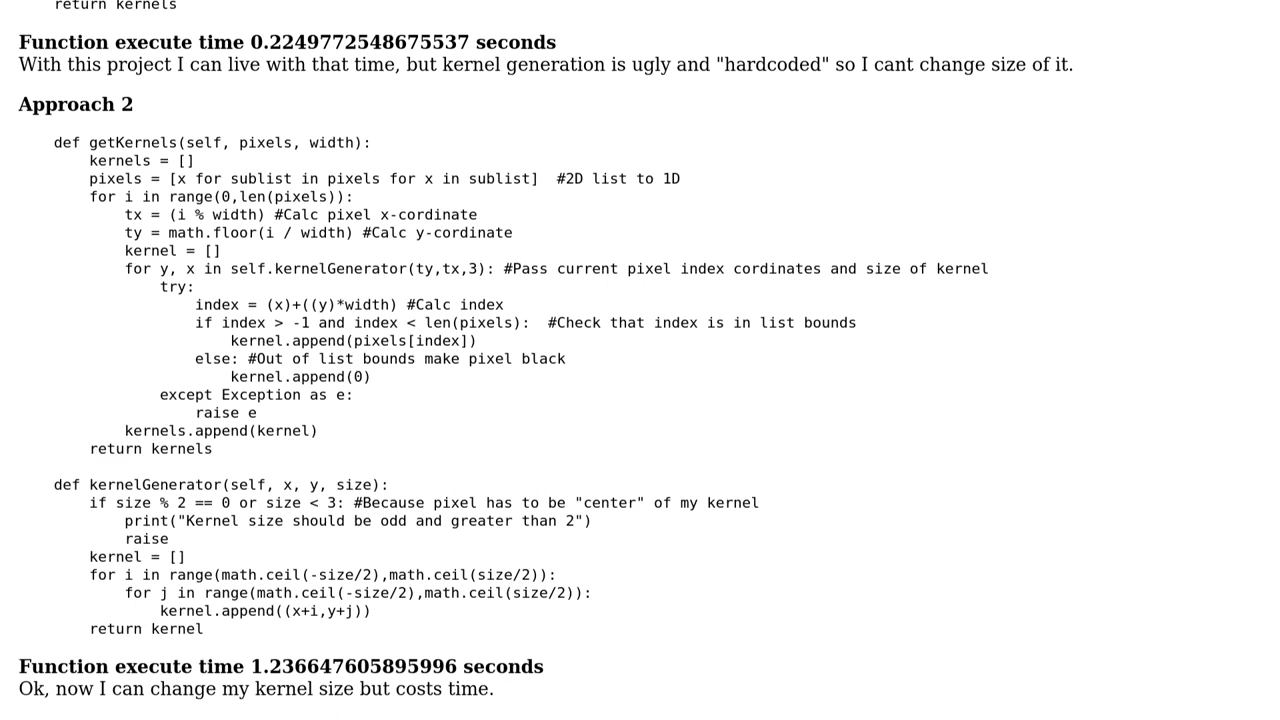 return kernels
Function execute time 0.2249772548675537 seconds
With this project I can live with that time, but kernel generation is ugly and "hardcoded" so I cant change size of it.
Approach 2
def getKernels(self, pixels, width):
    kernels = []
    pixels = [x for sublist in pixels for x in sublist]  #2D list to 1D
    for i in range(0,len(pixels)):
        tx = (i % width) #Calc pixel x-cordinate
        ty = math.floor(i / width) #Calc y-cordinate
        kernel = []
        for y, x in self.kernelGenerator(ty,tx,3): #Pass current pixel index cordinates and size of kernel
            try:
                index = (x)+((y)*width) #Calc index
                if index > -1 and index < len(pixels):  #Check that index is in list bounds
                    kernel.append(pixels[index])
                else: #Out of list bounds make pixel black
                    kernel.append(0)
            except Exception as e:
                raise e
        kernels.append(kernel)
    return kernels
def kernelGenerator(self, x, y, size):
    if size % 2 == 0 or size < 3: #Because pixel has to be "center" of my kernel
        print("Kernel size should be odd and greater than 2")
        raise
    kernel = []
    for i in range(math.ceil(-size/2),math.ceil(size/2)):
        for j in range(math.ceil(-size/2),math.ceil(size/2)):
            kernel.append((x+i,y+j))
    return kernel
Function execute time 1.236647605895996 seconds
Ok, now I can change my kernel size but costs time.